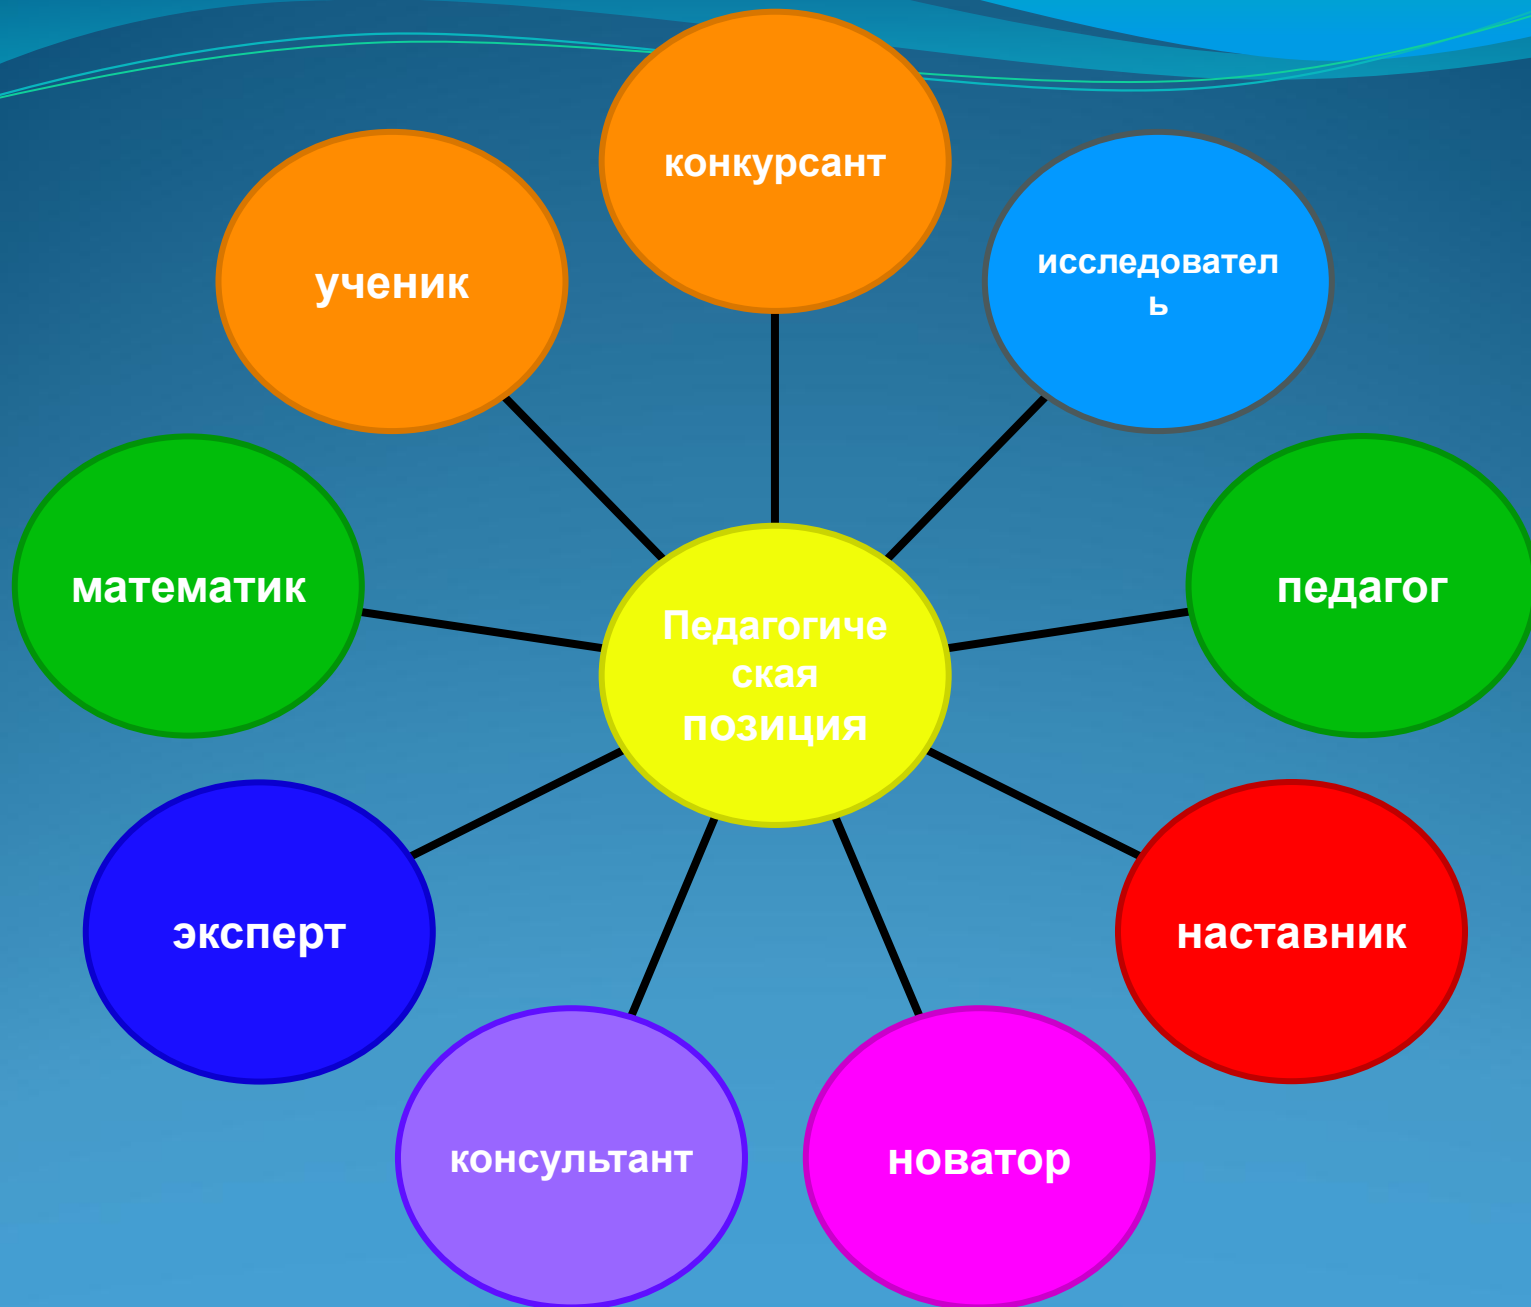 конкурсант
исследовател
ь
ученик
математик
педагог
Педагогиче
ская
позиция
эксперт
наставник
консультант
новатор